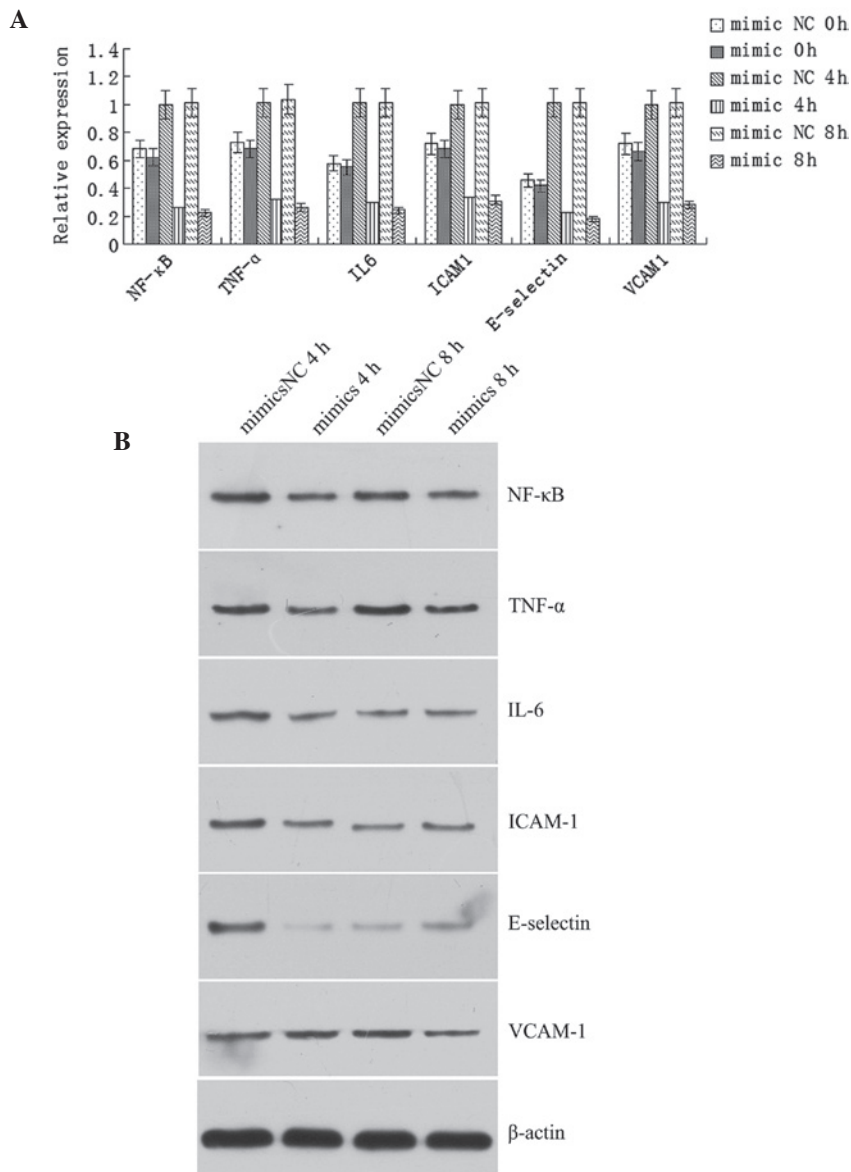 A
mimic NC 0h
mimic 0h
mimic NC 4h
mimic 4h
mimic NC 8h
mimic 8h
Relative expression
1.4
1.2
1
0.8
0.6
0.4
0.2
0
NF-κB
TNF-α
IL6
ICAM1
E-selectin
VCAM1
B
mimicsNC 4 h
mimics 4 h
mimicsNC 8 h
mimics 8 h
NF-κB
TNF-α
IL-6
ICAM-1
E-selectin
VCAM-1
β-actin